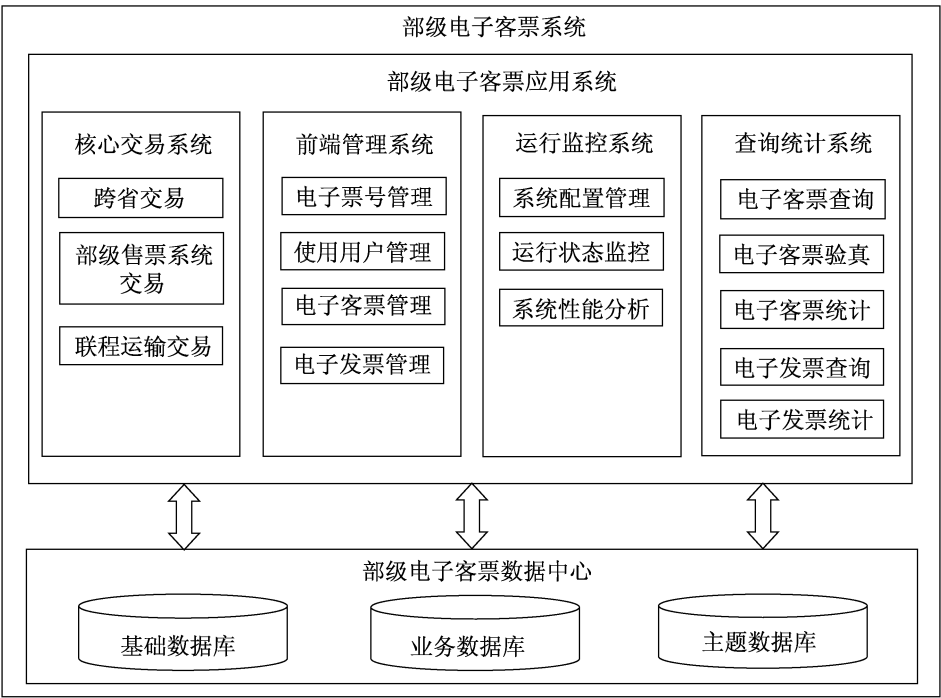 部级电子客票系统
部级电子客票应用系统
核心交易系统
跨省交易
部级售票系统
交易
联程运输交易
前端管理系统
电子票号管理
使用用户管理
电子客票管理
电子发票管理
运行监控系统
系统配置管理
运行状态监控
系统性能分析
查询统计系统
电子客票查询
电子客票验真
电子客票统计
电子发票查询
电子发票统计
部级电子客票数据中心
基础数据库
业务数据库
主题数据库